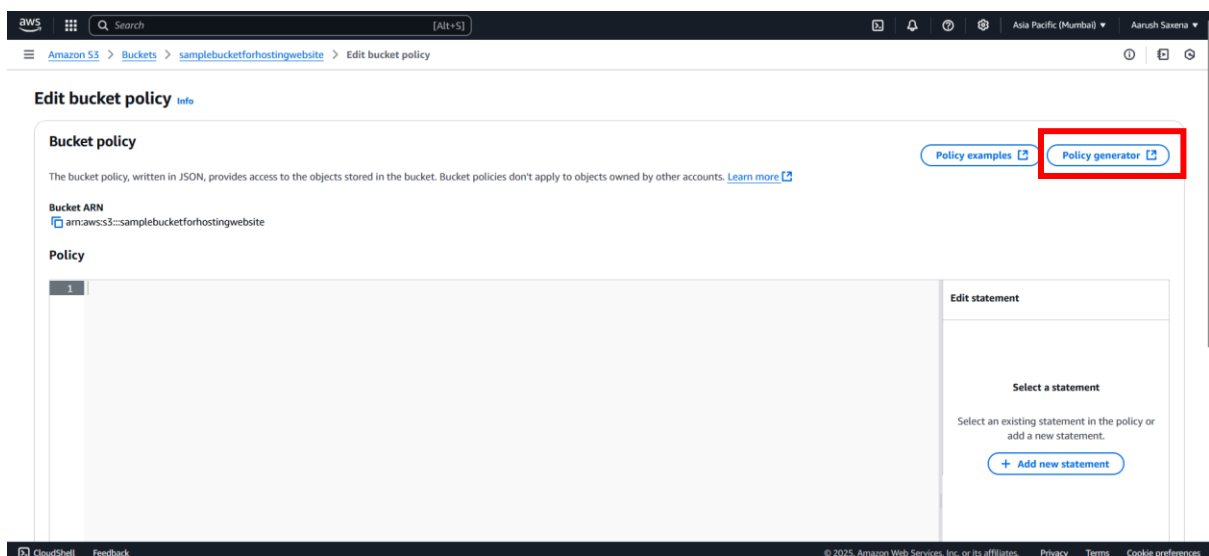 aws Search [Alt+S] Asia Pacific (Mumbai) Aarush Saxena
Amazon S3 > Buckets > samplebucketforhostingwebsite > Edit bucket policy
Edit bucket policy Info
Bucket policy
Policy examples
Policy generator
The bucket policy, written in JSON, provides access to the objects stored in the bucket. Bucket policies don't apply to objects owned by other accounts. Learn more
Bucket ARN
arn:aws:s3:::samplebucketforhostingwebsite
Policy
1
Edit statement
Select a statement
Select an existing statement in the policy or
add a new statement.
+ Add new statement
CloudShell Feedback © 2025, Amazon Web Services, Inc. or its affiliates. Privacy Terms Cookie preferences